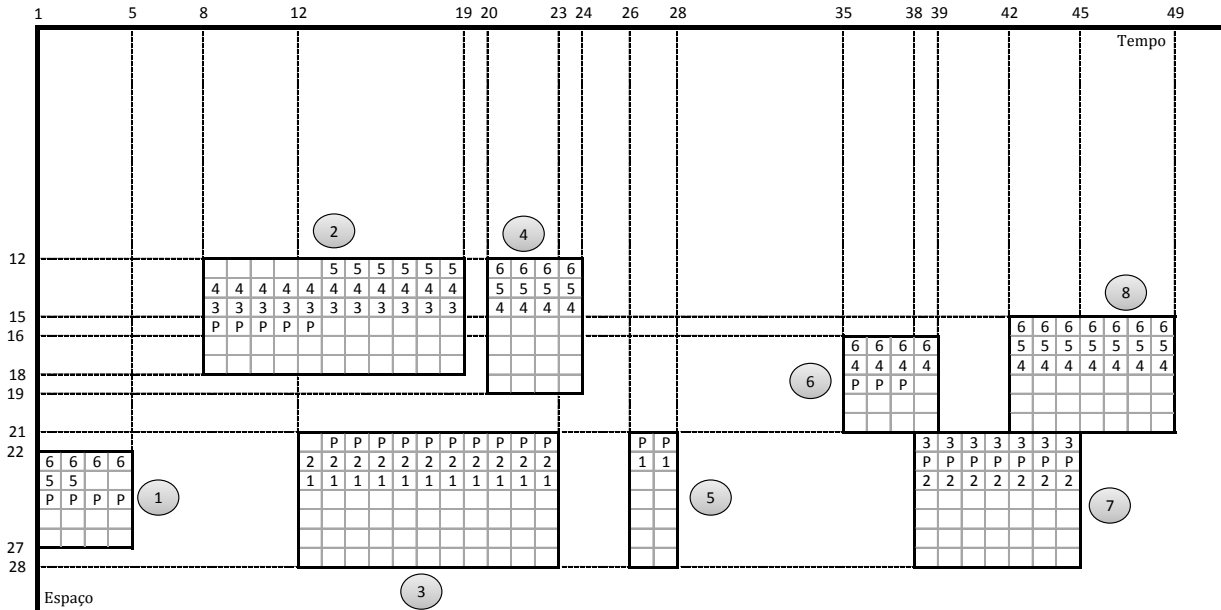 1 5 8 12 19 20 23 24 26 28 35 38 39 42 45 49
Tempo
2 4
12
5 5 5 5 5 5 6 6 6 6
4 4 4 4 4 4 4 4 4 4 4 5 5 5 5
8
3 3 3 3 3 3 3 3 3 3 3 4 4 4 4
15
P P P P P 6 6 6 6 6 6 6
16
6 6 6 6 5 5 5 5 5 5 5
4 4 4 4 4 4 4 4 4 4 4
18
6
P P P
19
21
P P P P P P P P P P P P 3 3 3 3 3 3 3
22
6 6 6 6 2 2 2 2 2 2 2 2 2 2 2 1 1 P P P P P P P
5 5 1 1 1 1 1 1 1 1 1 1 1 2 2 2 2 2 2 2
P P P P 1 5
7
27
28
3
Espaço